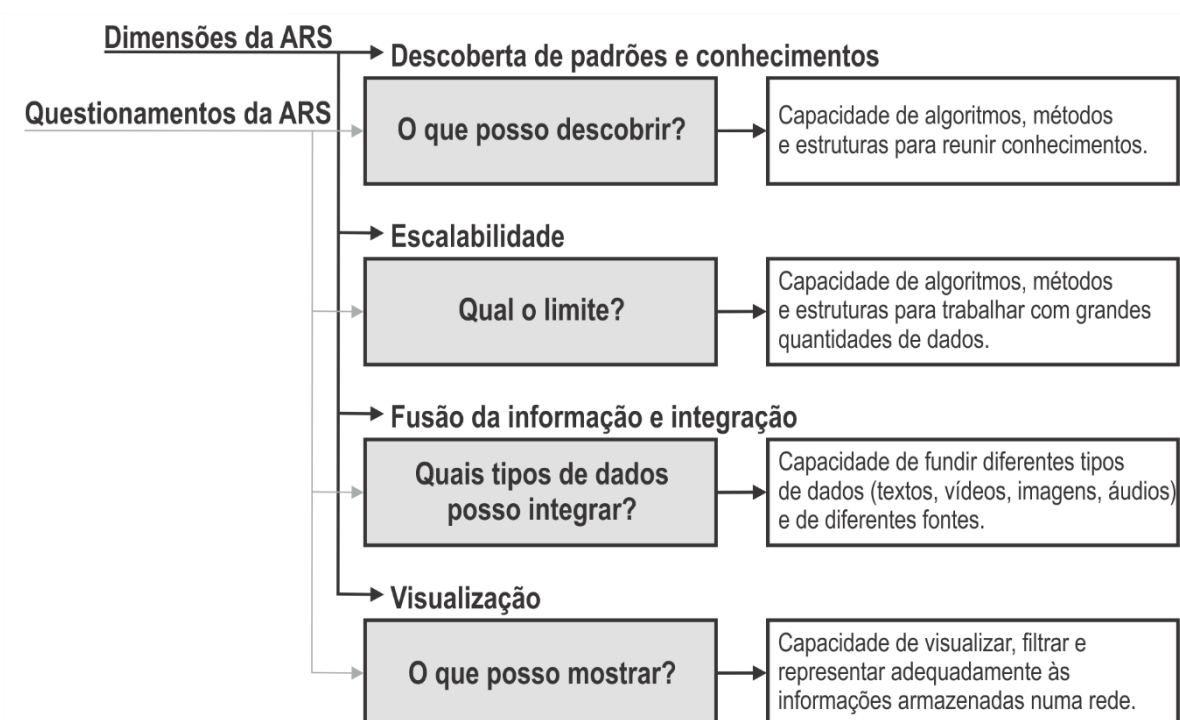 Dimensões da ARS
Descoberta de padrões e conhecimentos
Questionamentos da ARS
O que posso descobrir?
Capacidade de algoritmos, métodos
e estruturas para reunir conhecimentos.
Escalabilidade
Qual o limite?
Capacidade de algoritmos, métodos
e estruturas para trabalhar com grandes
quantidades de dados.
Fusão da informação e integração
Quais tipos de dados
posso integrar?
Capacidade de fundir diferentes tipos
de dados (textos, vídeos, imagens, áudios)
e de diferentes fontes.
Visualização
O que posso mostrar?
Capacidade de visualizar, filtrar e
representar adequadamente às
informações armazenadas numa rede.